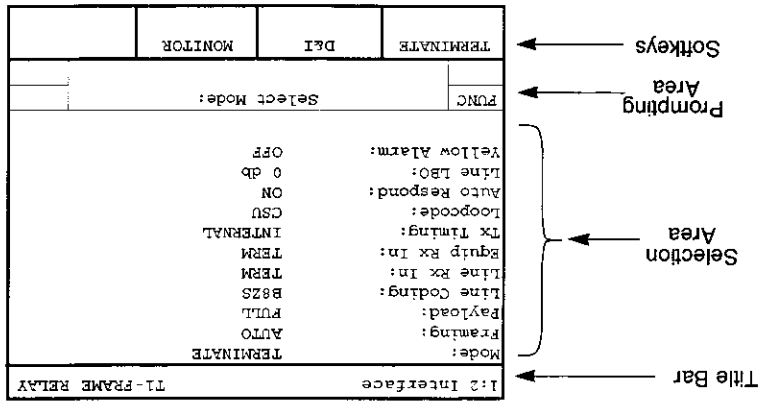 Title Bar
1:2 Interface T1-FRAME RELAY
Selection
Area
Mode: TERMINATE
Framing: AUTO
Payload: FULL
Line Coding: B8ZS
Line Rx In: TERM
Equip Rx In: TERM
Tx Timing: INTERNAL
Loopcode: CSU
Auto Respond: ON
Line LBO: 0 db
Yellow Alarm: OFF
Prompting
Area
FUNC Select Mode:
Softkeys
TERMINATE D&I MONITOR